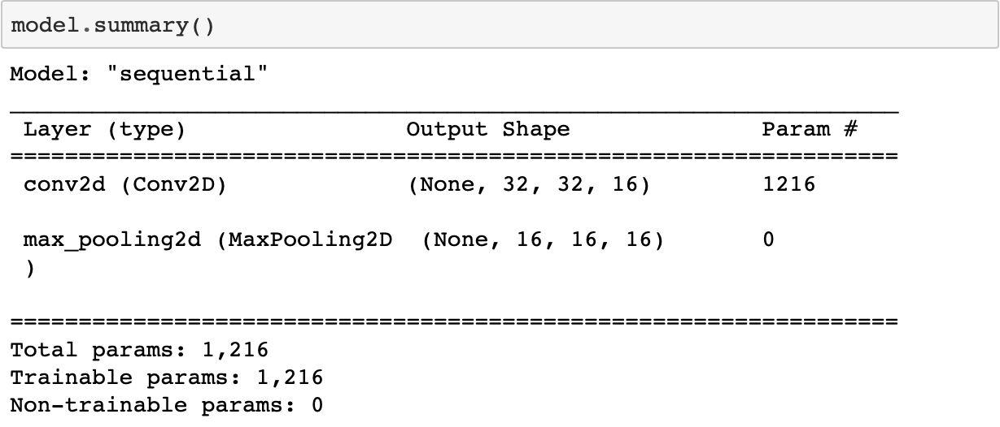 model.summary()
Model: "sequential"
_________________________________________________________________
Layer (type) Output Shape Param #
=================================================================
conv2d (Conv2D) (None, 32, 32, 16) 1216
max_pooling2d (MaxPooling2D (None, 16, 16, 16) 0
)
=================================================================
Total params: 1,216
Trainable params: 1,216
Non-trainable params: 0